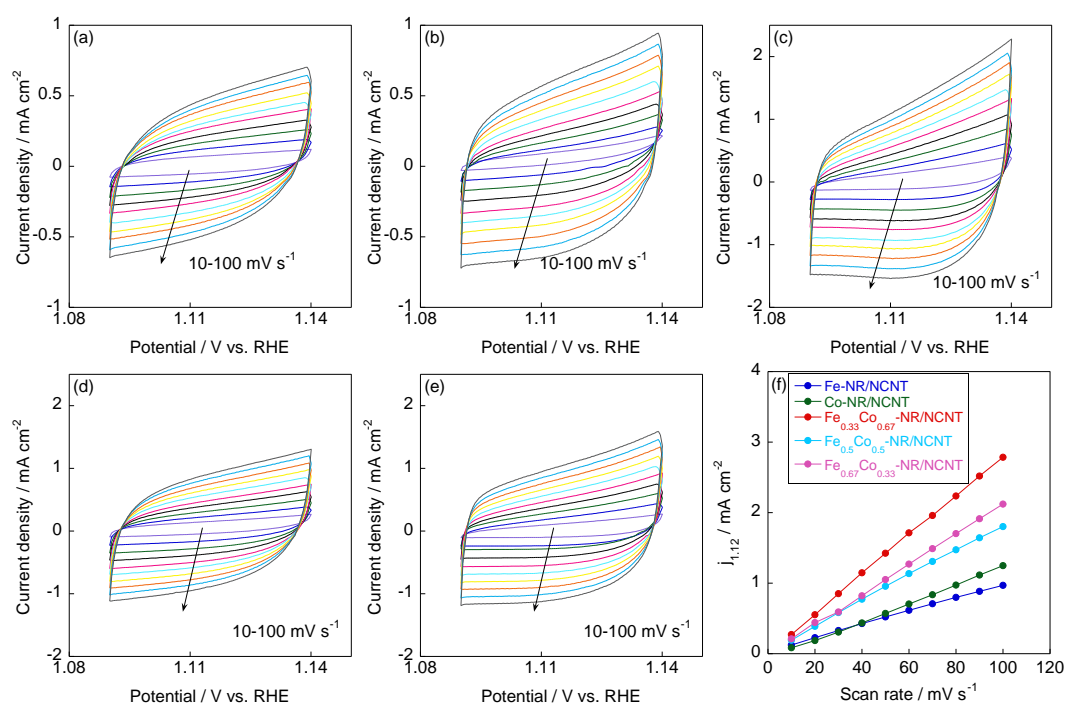 (a)
1
0.5
0
-0.5
-1
1.08
1.11
1.14
Current density / mA cm⁻²
Potential / V vs. RHE
10-100 mV s⁻¹
(b)
1
0.5
0
-0.5
-1
1.08
1.11
1.14
Current density / mA cm⁻²
Potential / V vs. RHE
10-100 mV s⁻¹
(c)
2
1
0
-1
-2
1.08
1.11
1.14
Current density / mA cm⁻²
Potential / V vs. RHE
10-100 mV s⁻¹
(d)
2
1
0
-1
-2
1.08
1.11
1.14
Current density / mA cm⁻²
Potential / V vs. RHE
10-100 mV s⁻¹
(e)
2
1
0
-1
-2
1.08
1.11
1.14
Current density / mA cm⁻²
Potential / V vs. RHE
10-100 mV s⁻¹
(f)
Fe-NR/NCNT
Co-NR/NCNT
Fe₀.₃₃Co₀.₆₇-NR/NCNT
Fe₀.₅Co₀.₅-NR/NCNT
Fe₀.₆₇Co₀.₃₃-NR/NCNT
4
3
2
1
0
0
20
40
60
80
100
120
j₁.₁₂ / mA cm⁻²
Scan rate / mV s⁻¹